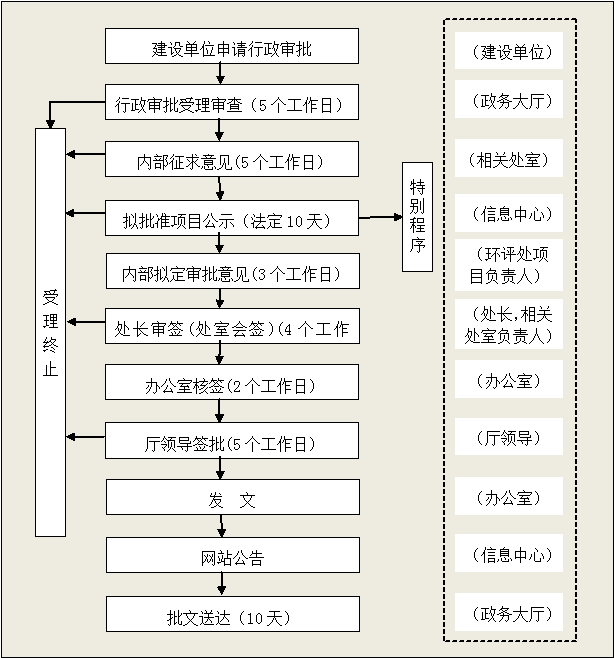 建设单位申请行政审批
（建设单位）
行政审批受理审查（5个工作日）
（政务大厅）
内部征求意见(5个工作日）
（相关处室）
拟批准项目公示（法定10天）
特别程序
（信息中心）
内部拟定审批意见(3个工作日）
（环评处项
目负责人）
受理终止
处长审签(处室会签)(4个工作
（处长,相关
处室负责人）
办公室核签(2个工作日）
（办公室）
厅领导签批(5个工作日）
（厅领导）
发 文
（办公室）
网站公告
（信息中心）
批文送达（10天）
（政务大厅）